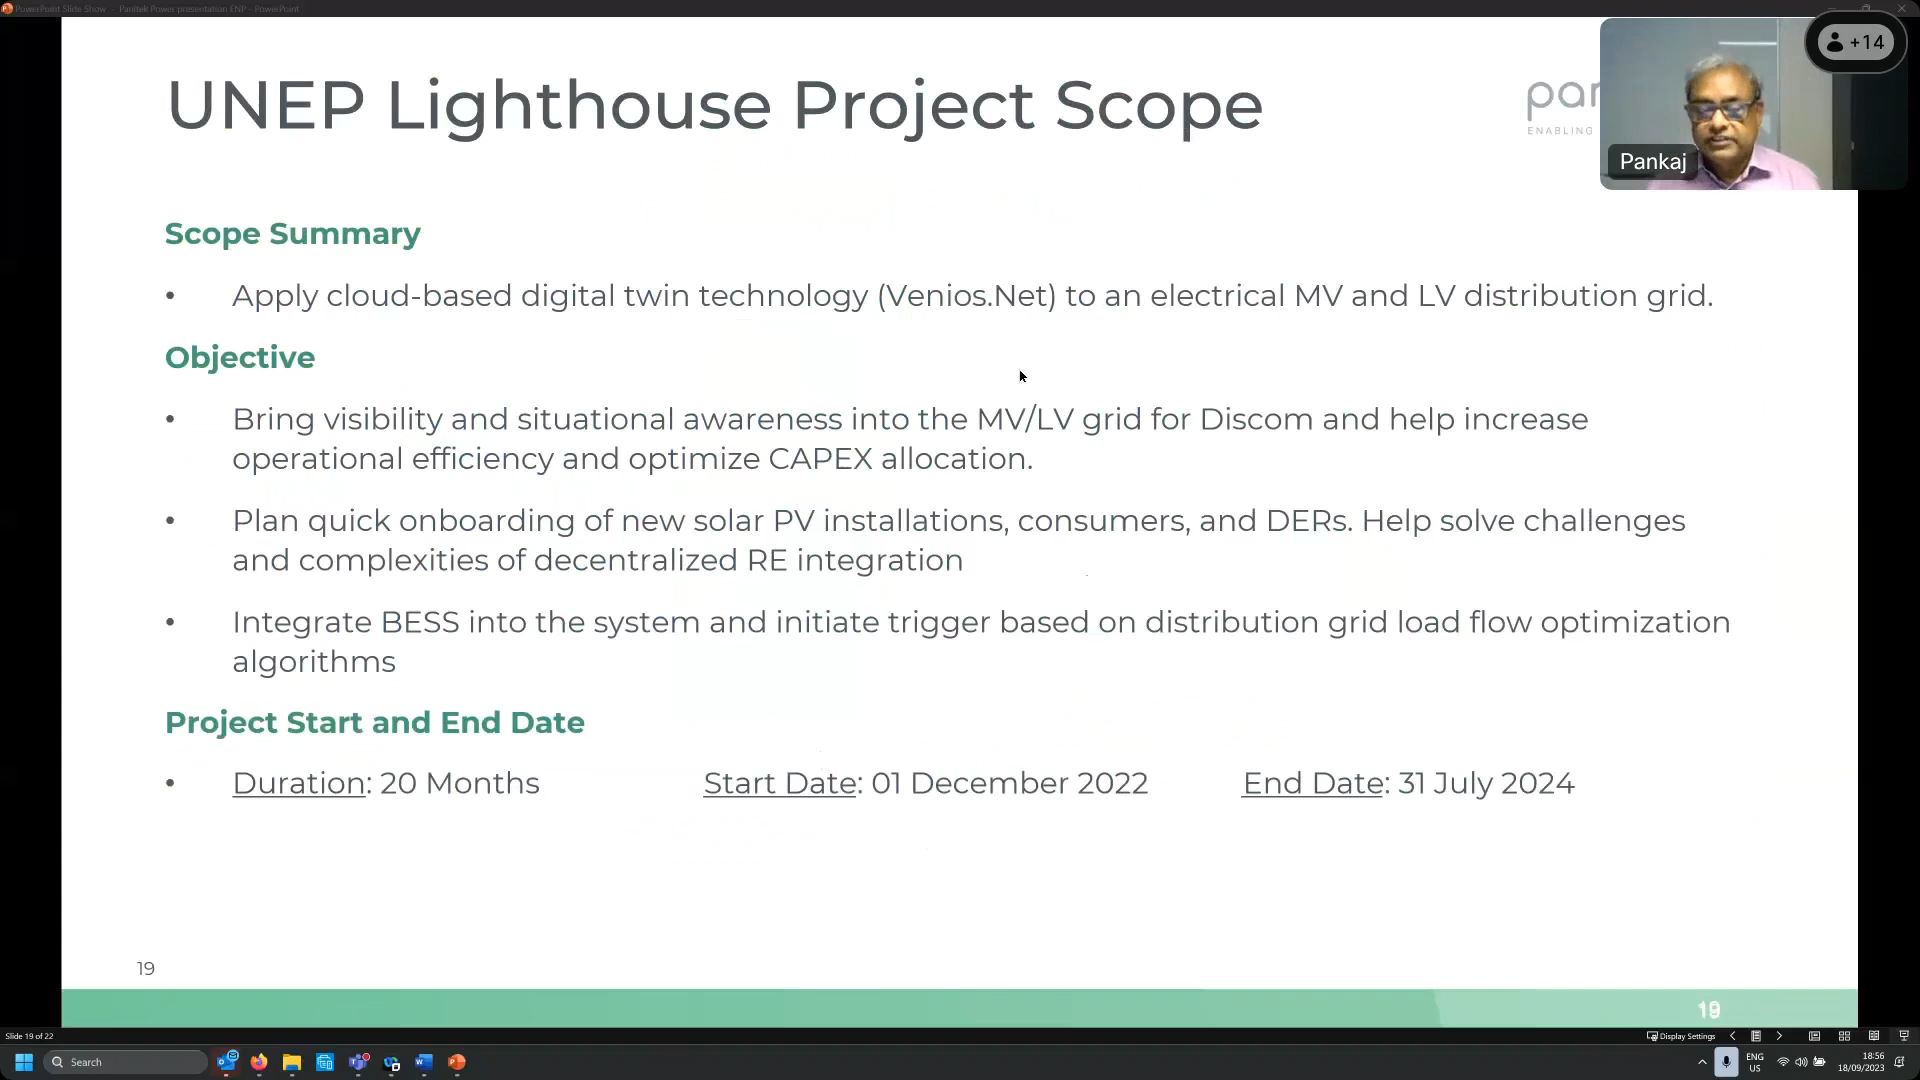 PowerPoint Slide Show - Panitek Power presentation ENP - PowerPoint
+14
UNEP Lighthouse Project Scope
ENABLING
Pankaj
Scope Summary
• Apply cloud-based digital twin technology (Venios.Net) to an electrical MV and LV distribution grid.
Objective
• Bring visibility and situational awareness into the MV/LV grid for Discom and help increase
operational efficiency and optimize CAPEX allocation.
• Plan quick onboarding of new solar PV installations, consumers, and DERs. Help solve challenges
and complexities of decentralized RE integration
• Integrate BESS into the system and initiate trigger based on distribution grid load flow optimization
algorithms
Project Start and End Date
• Duration: 20 Months Start Date: 01 December 2022 End Date: 31 July 2024
19
19
Slide 19 of 22
Display Settings
Search
ENG
US
18:56
18/09/2023